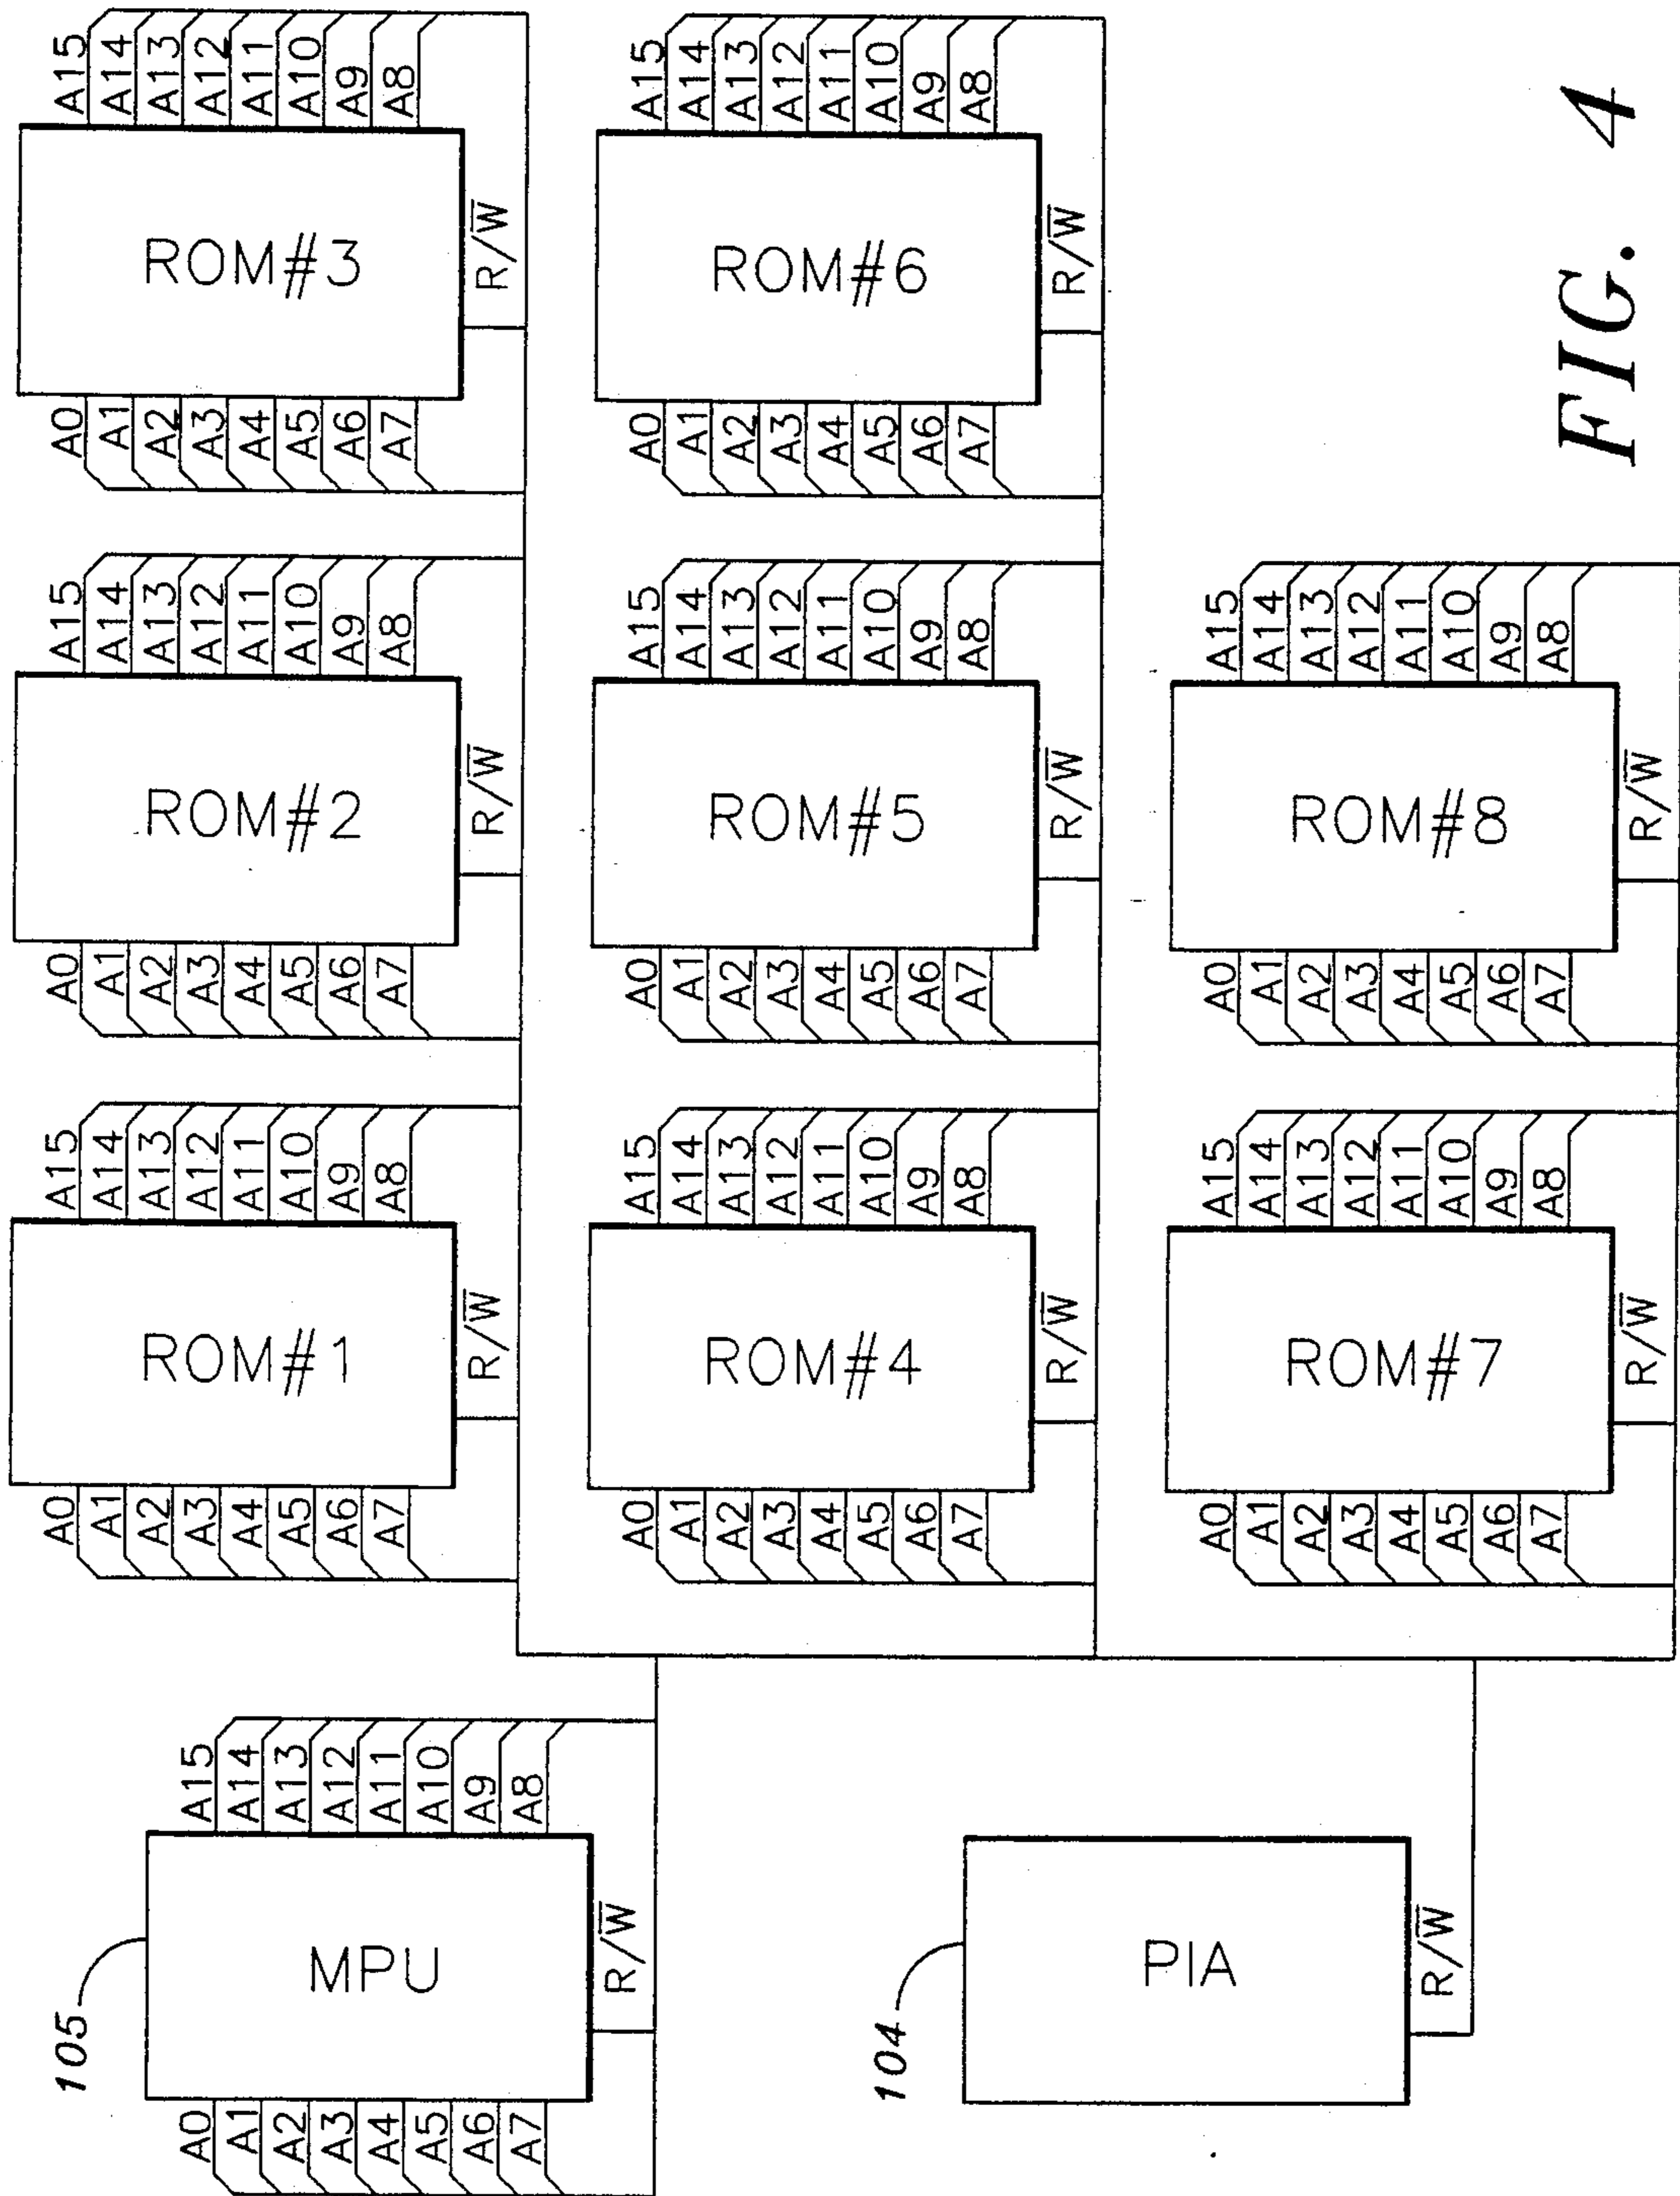 105
MPU
A0
A1
A2
A3
A4
A5
A6
A7
A15
A14
A13
A12
A11
A10
A9
A8
R/W̅
ROM#1
A0
A1
A2
A3
A4
A5
A6
A7
A15
A14
A13
A12
A11
A10
A9
A8
R/W̅
ROM#2
A0
A1
A2
A3
A4
A5
A6
A7
A15
A14
A13
A12
A11
A10
A9
A8
R/W̅
ROM#3
A0
A1
A2
A3
A4
A5
A6
A7
A15
A14
A13
A12
A11
A10
A9
A8
R/W̅
104
PIA
R/W̅
ROM#4
A0
A1
A2
A3
A4
A5
A6
A7
A15
A14
A13
A12
A11
A10
A9
A8
R/W̅
ROM#5
A0
A1
A2
A3
A4
A5
A6
A7
A15
A14
A13
A12
A11
A10
A9
A8
R/W̅
ROM#6
A0
A1
A2
A3
A4
A5
A6
A7
A15
A14
A13
A12
A11
A10
A9
A8
R/W̅
ROM#7
A0
A1
A2
A3
A4
A5
A6
A7
A15
A14
A13
A12
A11
A10
A9
A8
R/W̅
ROM#8
A0
A1
A2
A3
A4
A5
A6
A7
A15
A14
A13
A12
A11
A10
A9
A8
R/W̅
FIG. 4